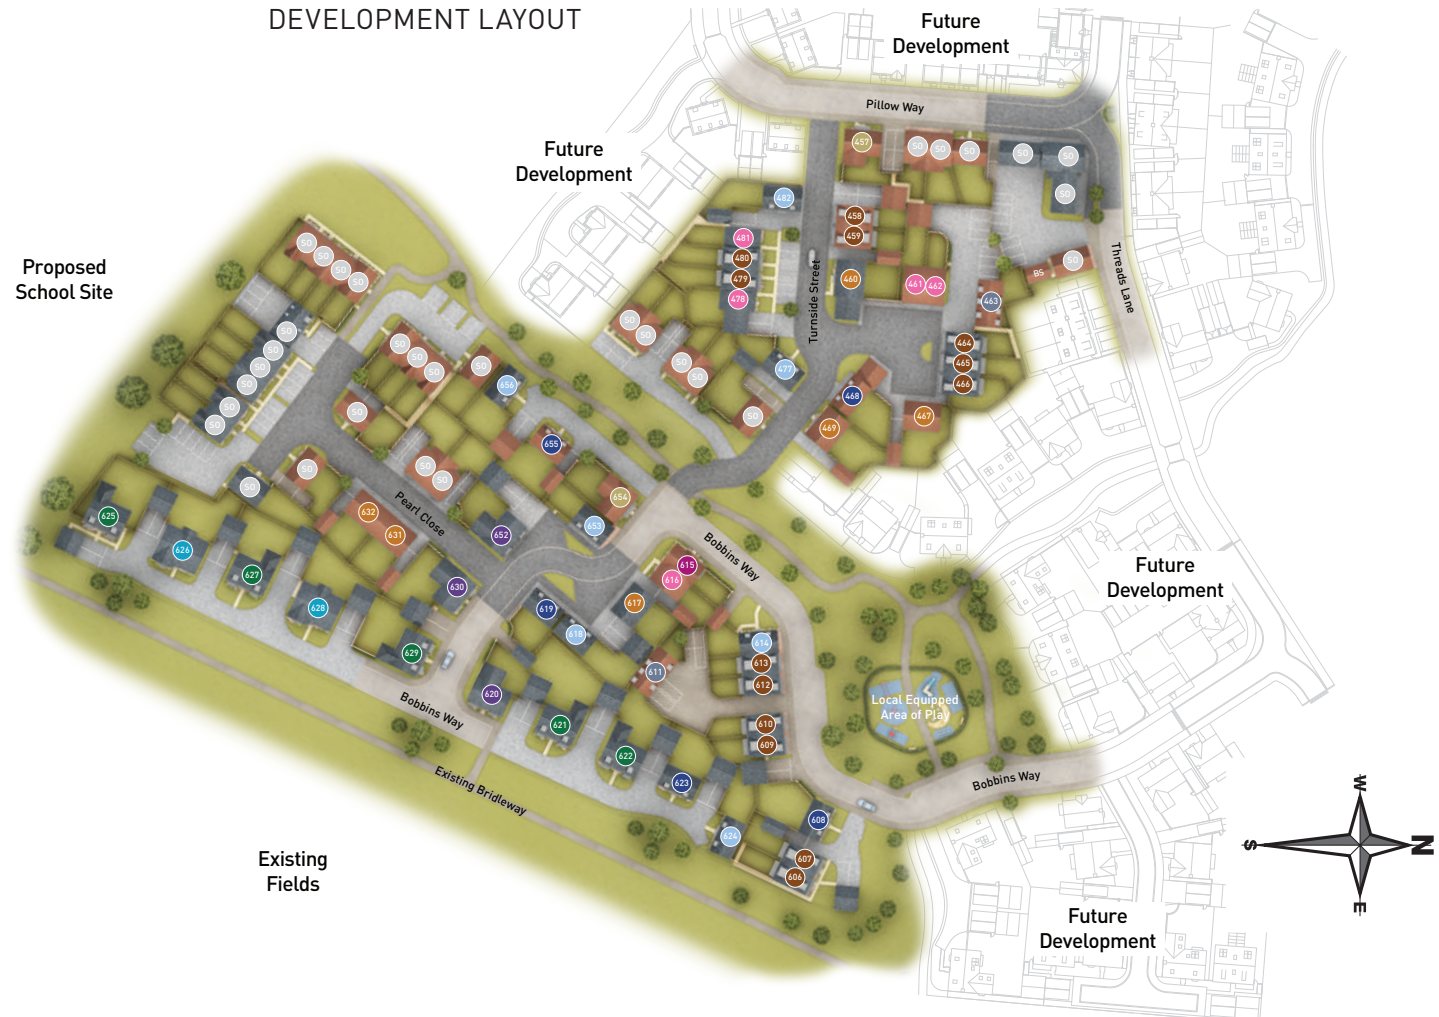 DEVELOPMENT LAYOUT
Future
Development
Pillow Way
Future
Development
457
SO
SO
SO
SO
SO
SO
482
458
459
481
480
479
478
460
461
462
463
BS
SO
Turnside Street
Threads Lane
Proposed
School Site
SO
SO
SO
SO
SO
SO
SO
SO
SO
SO
SO
SO
SO
SO
656
SO
SO
SO
SO
SO
477
SO
464
465
466
467
468
469
655
654
653
652
SO
SO
SO
SO
632
631
Pearl Close
630
625
626
627
628
629
Bobbins Way
615
616
617
619
618
611
614
613
612
610
609
620
621
622
623
624
608
607
606
Local Equipped
Area of Play
Future
Development
Bobbins Way
Bobbins Way
Existing Bridleway
Existing
Fields
Future
Development
W
N
S
E